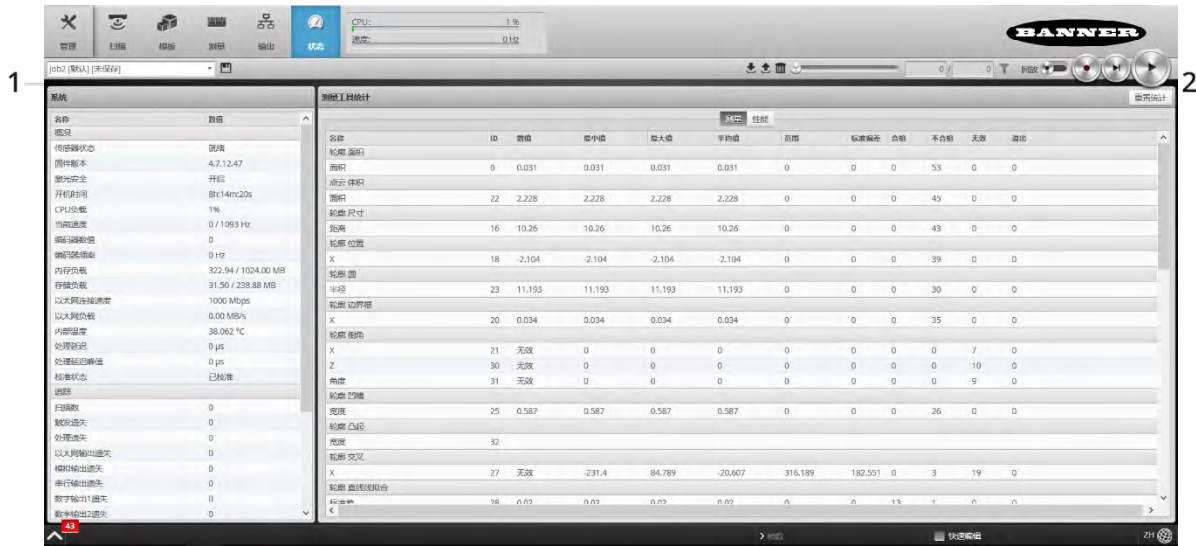 CPU: 1%
速度: 0 Hz
BANNER
管理 扫描 模板 测量 输出 状态
job2 [默认] [未保存] 0 / 0 回放
1 2
系统
名称 数值
概况
传感器状态 就绪
固件版本 4.7.12.47
激光安全 开启
开机时间 8h:14m:20s
CPU负载 1%
当前速度 0 / 1093 Hz
编码器数值 0
编码器频率 0 Hz
内存负载 322.94 / 1024.00 MB
存储负载 31.50 / 238.88 MB
以太网连接速度 1000 Mbps
以太网负载 0.00 MB/s
内部温度 38.062 °C
处理延迟 0 μs
处理延迟峰值 0 μs
校准状态 已校准
追踪
扫描数 0
触发遗失 0
处理遗失 0
以太网输出遗失 0
模拟输出遗失 0
串行输出遗失 0
数字输出1遗失 0
数字输出2遗失 0
测量工具统计 重置统计
测量 性能
名称 ID 数值 最小值 最大值 平均值 范围 标准偏差 合格 不合格 无效 溢出
轮廓 面积
面积 0 0.031 0.031 0.031 0.031 0 0 0 53 0 0
点云 体积
面积 22 2.228 2.228 2.228 2.228 0 0 0 45 0 0
轮廓 尺寸
距离 16 10.26 10.26 10.26 10.26 0 0 0 43 0 0
轮廓 位置
X 18 -2.104 -2.104 -2.104 -2.104 0 0 0 39 0 0
轮廓 圆
半径 23 11.193 11.193 11.193 11.193 0 0 0 30 0 0
轮廓 边界框
X 20 0.034 0.034 0.034 0.034 0 0 0 35 0 0
轮廓 倒角
X 21 无效 0 0 0 0 0 0 0 7 0
Z 30 无效 0 0 0 0 0 0 0 10 0
角度 31 无效 0 0 0 0 0 0 0 9 0
轮廓 凹槽
宽度 25 0.587 0.587 0.587 0.587 0 0 0 26 0 0
轮廓 凸起
宽度 32
轮廓 交叉
X 27 无效 -231.4 84.789 -20.607 316.189 182.551 0 3 19 0
轮廓 直线线拟合
标准差 28 0.02 0.02 0.02 0.02 0 0 13 1 0 0
43
帧数 快速编辑 ZH